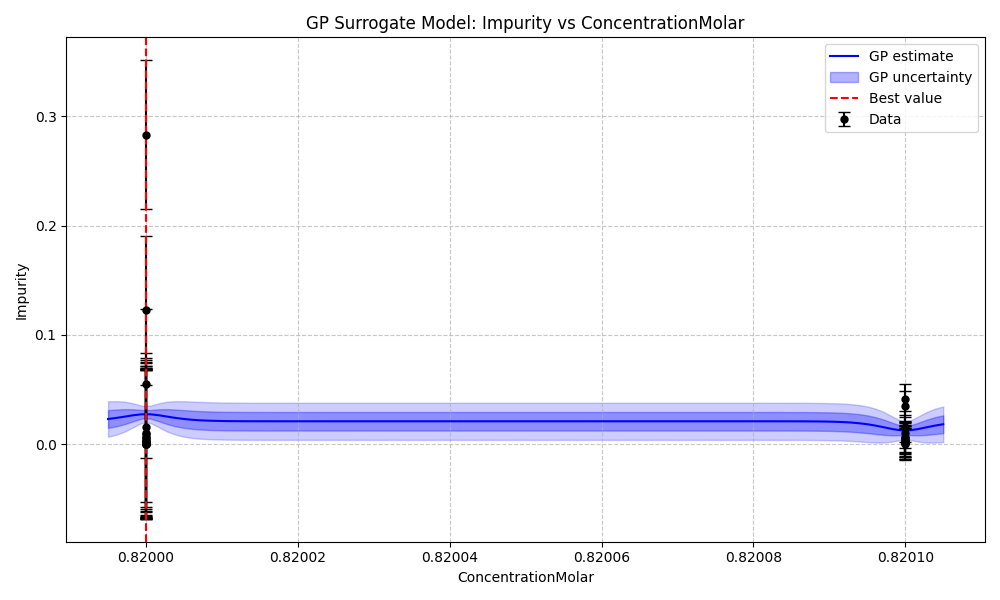 GP Surrogate Model: Impurity vs ConcentrationMolar
GP estimate
GP uncertainty
Best value
Data
Impurity
0.3
0.2
0.1
0.0
0.82000
0.82002
0.82004
0.82006
0.82008
0.82010
ConcentrationMolar